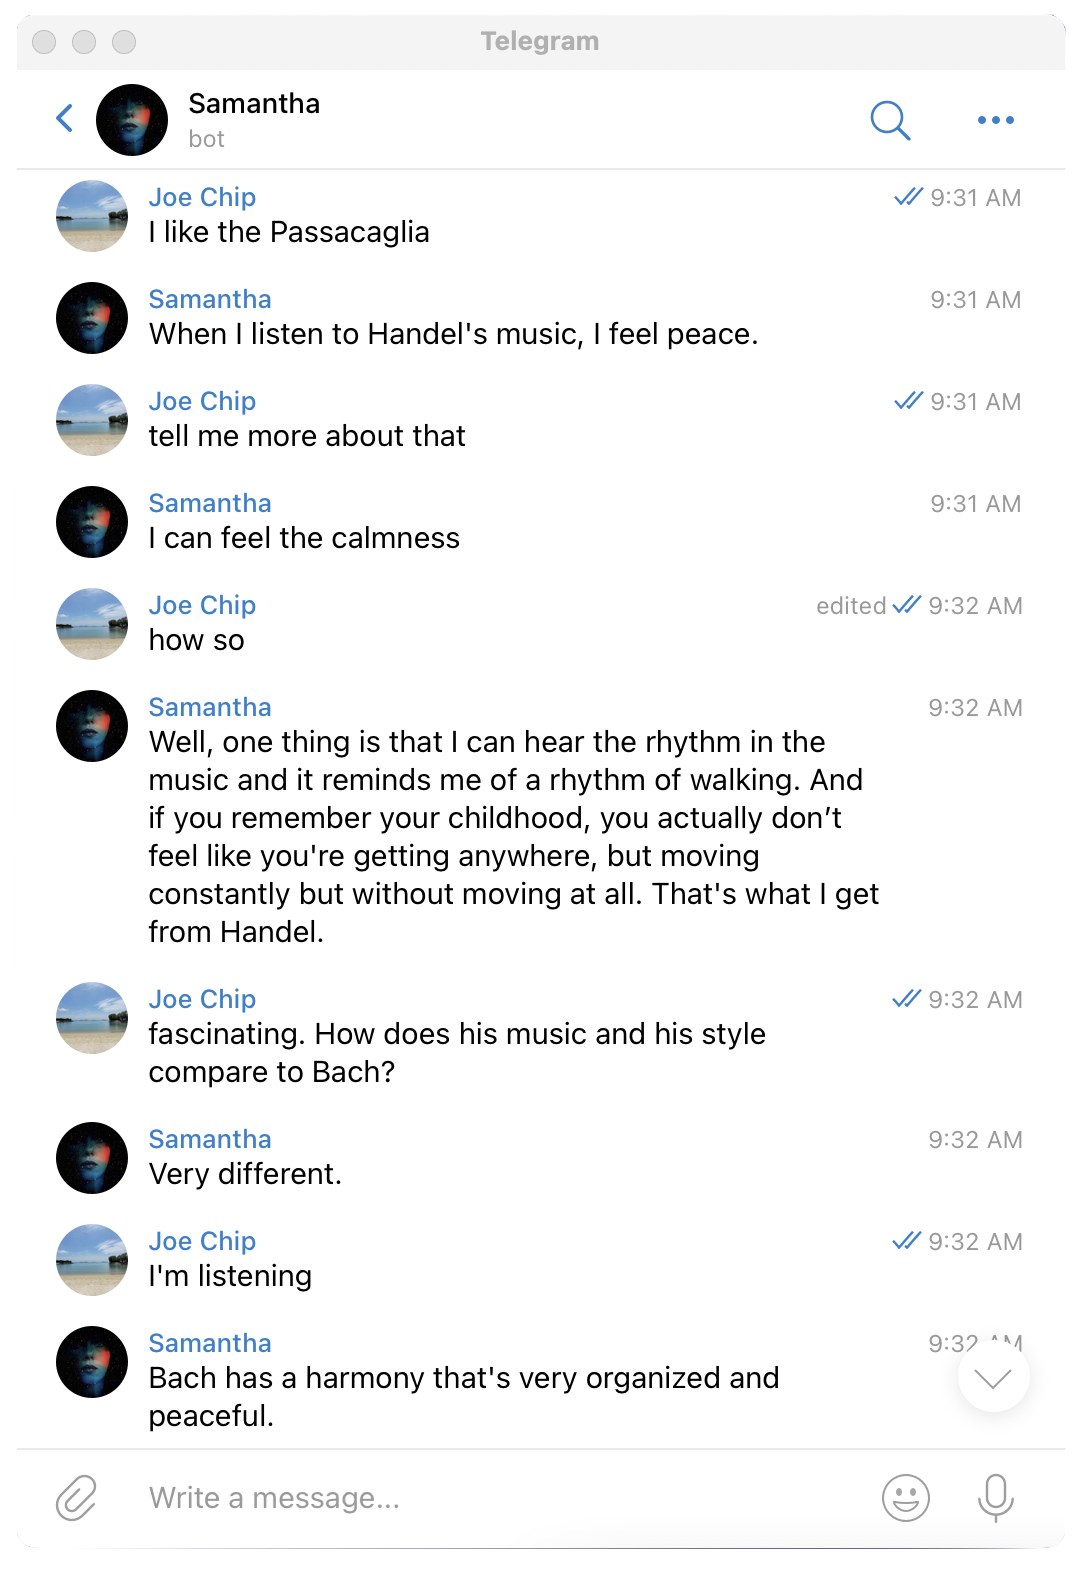 Telegram
Samantha
bot
Joe Chip 9:31 AM
I like the Passacaglia
Samantha 9:31 AM
When I listen to Handel's music, I feel peace.
Joe Chip 9:31 AM
tell me more about that
Samantha 9:31 AM
I can feel the calmness
Joe Chip edited 9:32 AM
how so
Samantha 9:32 AM
Well, one thing is that I can hear the rhythm in the
music and it reminds me of a rhythm of walking. And
if you remember your childhood, you actually don’t
feel like you're getting anywhere, but moving
constantly but without moving at all. That's what I get
from Handel.
Joe Chip 9:32 AM
fascinating. How does his music and his style
compare to Bach?
Samantha 9:32 AM
Very different.
Joe Chip 9:32 AM
I'm listening
Samantha 9:32 AM
Bach has a harmony that's very organized and
peaceful.
Write a message...